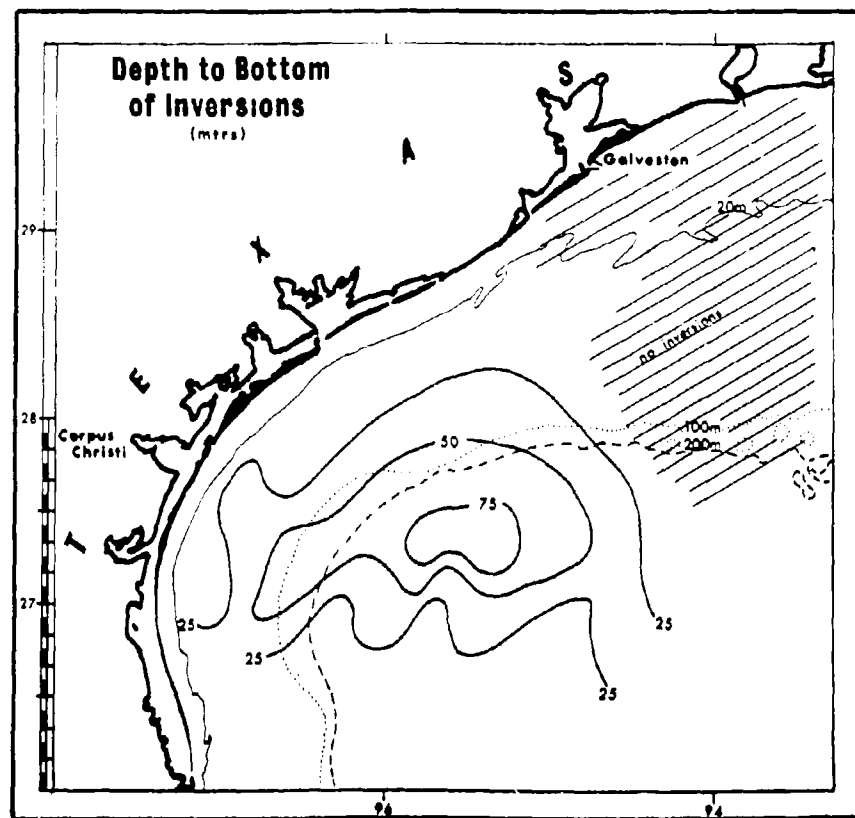 Depth to Bottom
of Inversions
(mtrs)
S
A
X
E
T
Galveston
20m
29
no inversions
28
Corpus
Christi
100m
200m
50
75
27
25
25
25
25
96
94